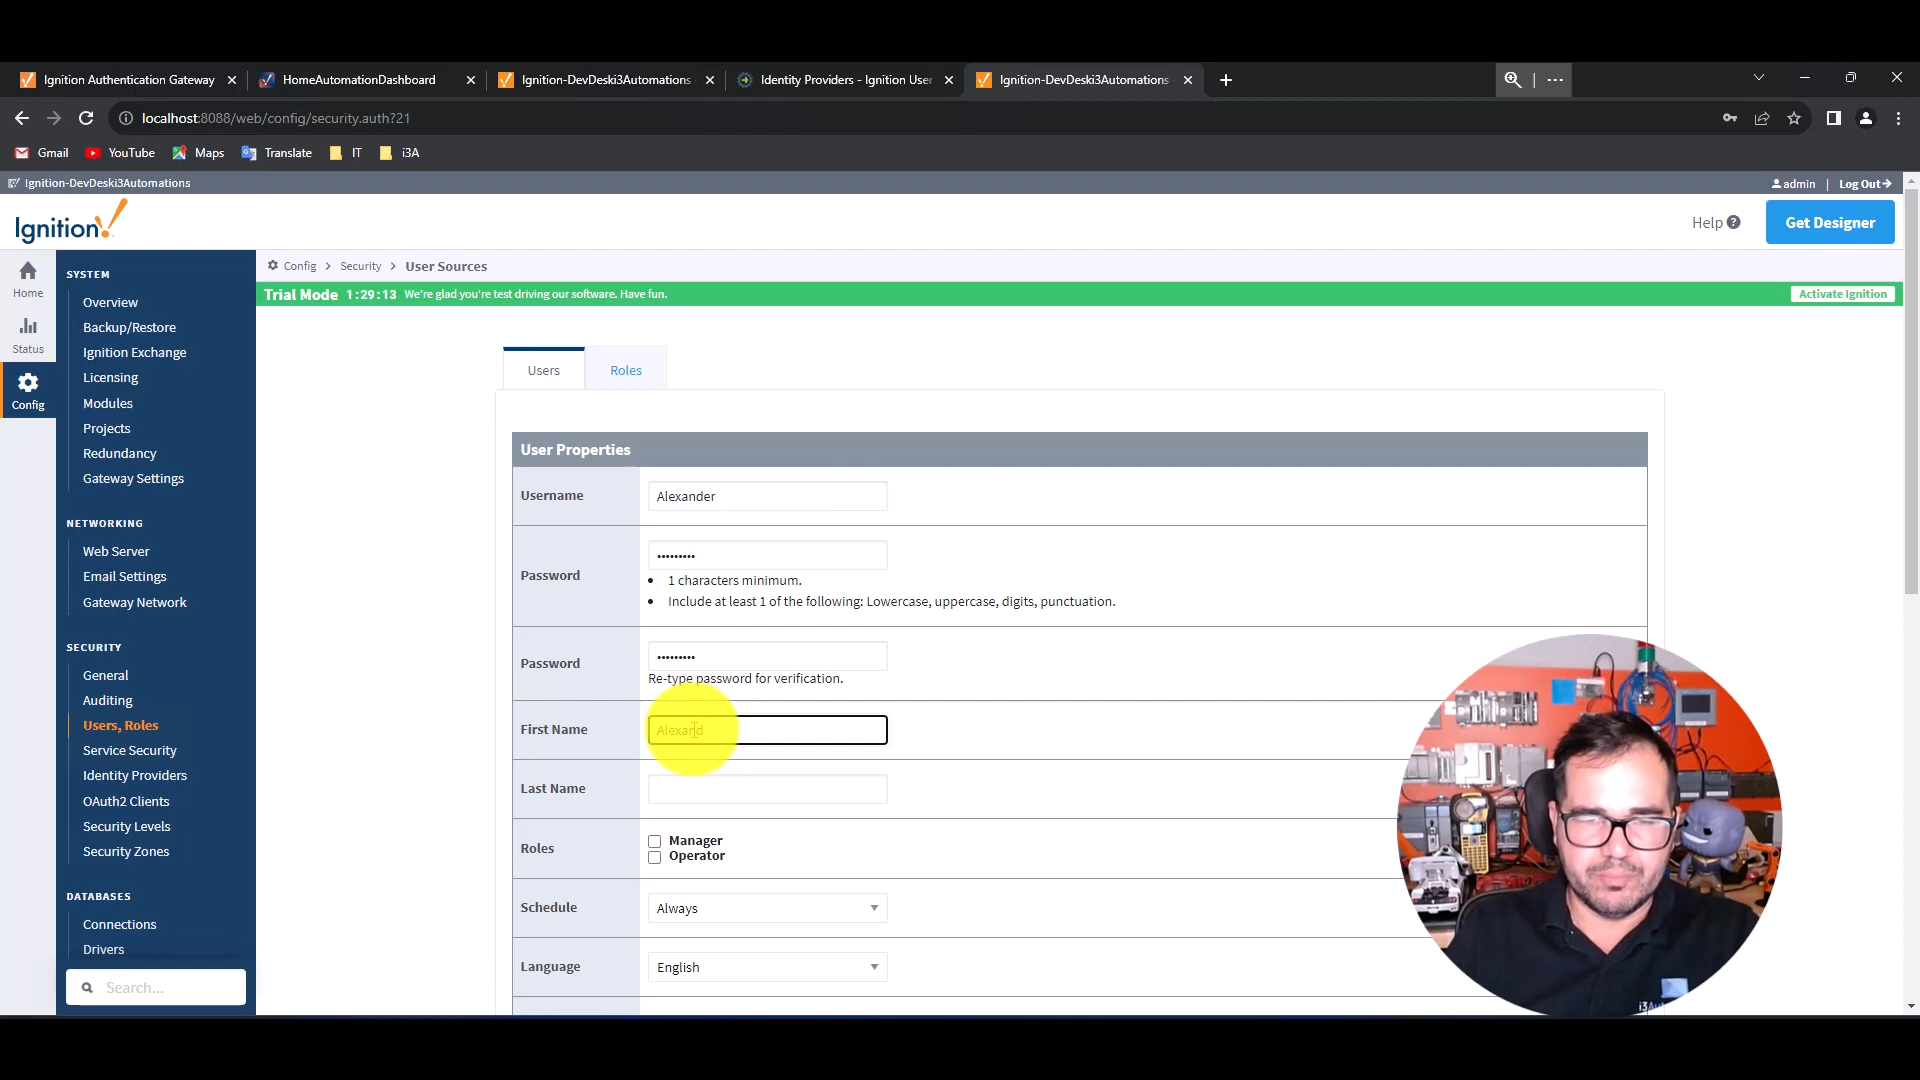 Ignition Authentication Gateway
HomeAutomationDashboard
Ignition-DevDeski3Automations
Identity Providers - Ignition User
Ignition-DevDeski3Automations
localhost:8088/web/config/security.auth?21
Gmail
YouTube
Maps
Translate
IT
i3A
Ignition-DevDeski3Automations
admin | Log Out
Ignition!
Help
Get Designer
Config > Security > User Sources
Trial Mode 1:29:13 We're glad you're test driving our software. Have fun.
Activate Ignition
Home
Status
Config
SYSTEM
Overview
Backup/Restore
Ignition Exchange
Licensing
Modules
Projects
Redundancy
Gateway Settings
NETWORKING
Web Server
Email Settings
Gateway Network
SECURITY
General
Auditing
Users, Roles
Service Security
Identity Providers
OAuth2 Clients
Security Levels
Security Zones
DATABASES
Connections
Drivers
Search...
Users
Roles
User Properties
Username
Alexander
Password
•••••••••
• 1 characters minimum.
• Include at least 1 of the following: Lowercase, uppercase, digits, punctuation.
Password
•••••••••
Re-type password for verification.
First Name
Alexand
Last Name
Roles
Manager
Operator
Schedule
Always
Language
English